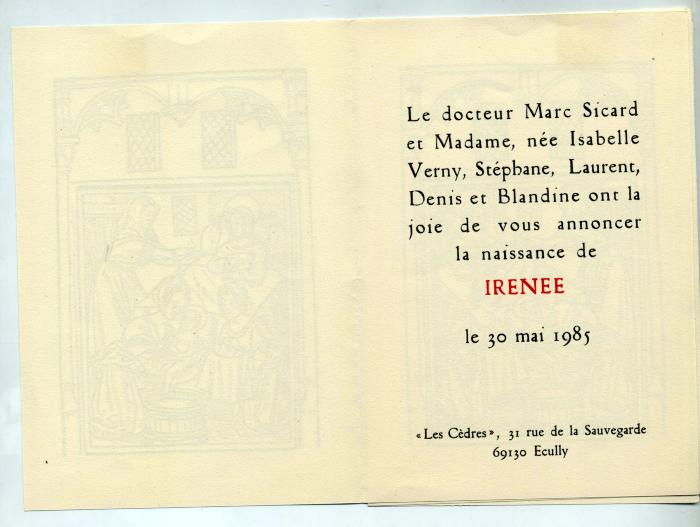 Le docteur Marc Sicard
et Madame, née Isabelle
Verny, Stéphane, Laurent,
Denis et Blandine ont la
joie de vous annoncer
la naissance de
IRENEE
le 30 mai 1985
«Les Cèdres», 31 rue de la Sauvegarde
69130 Ecully